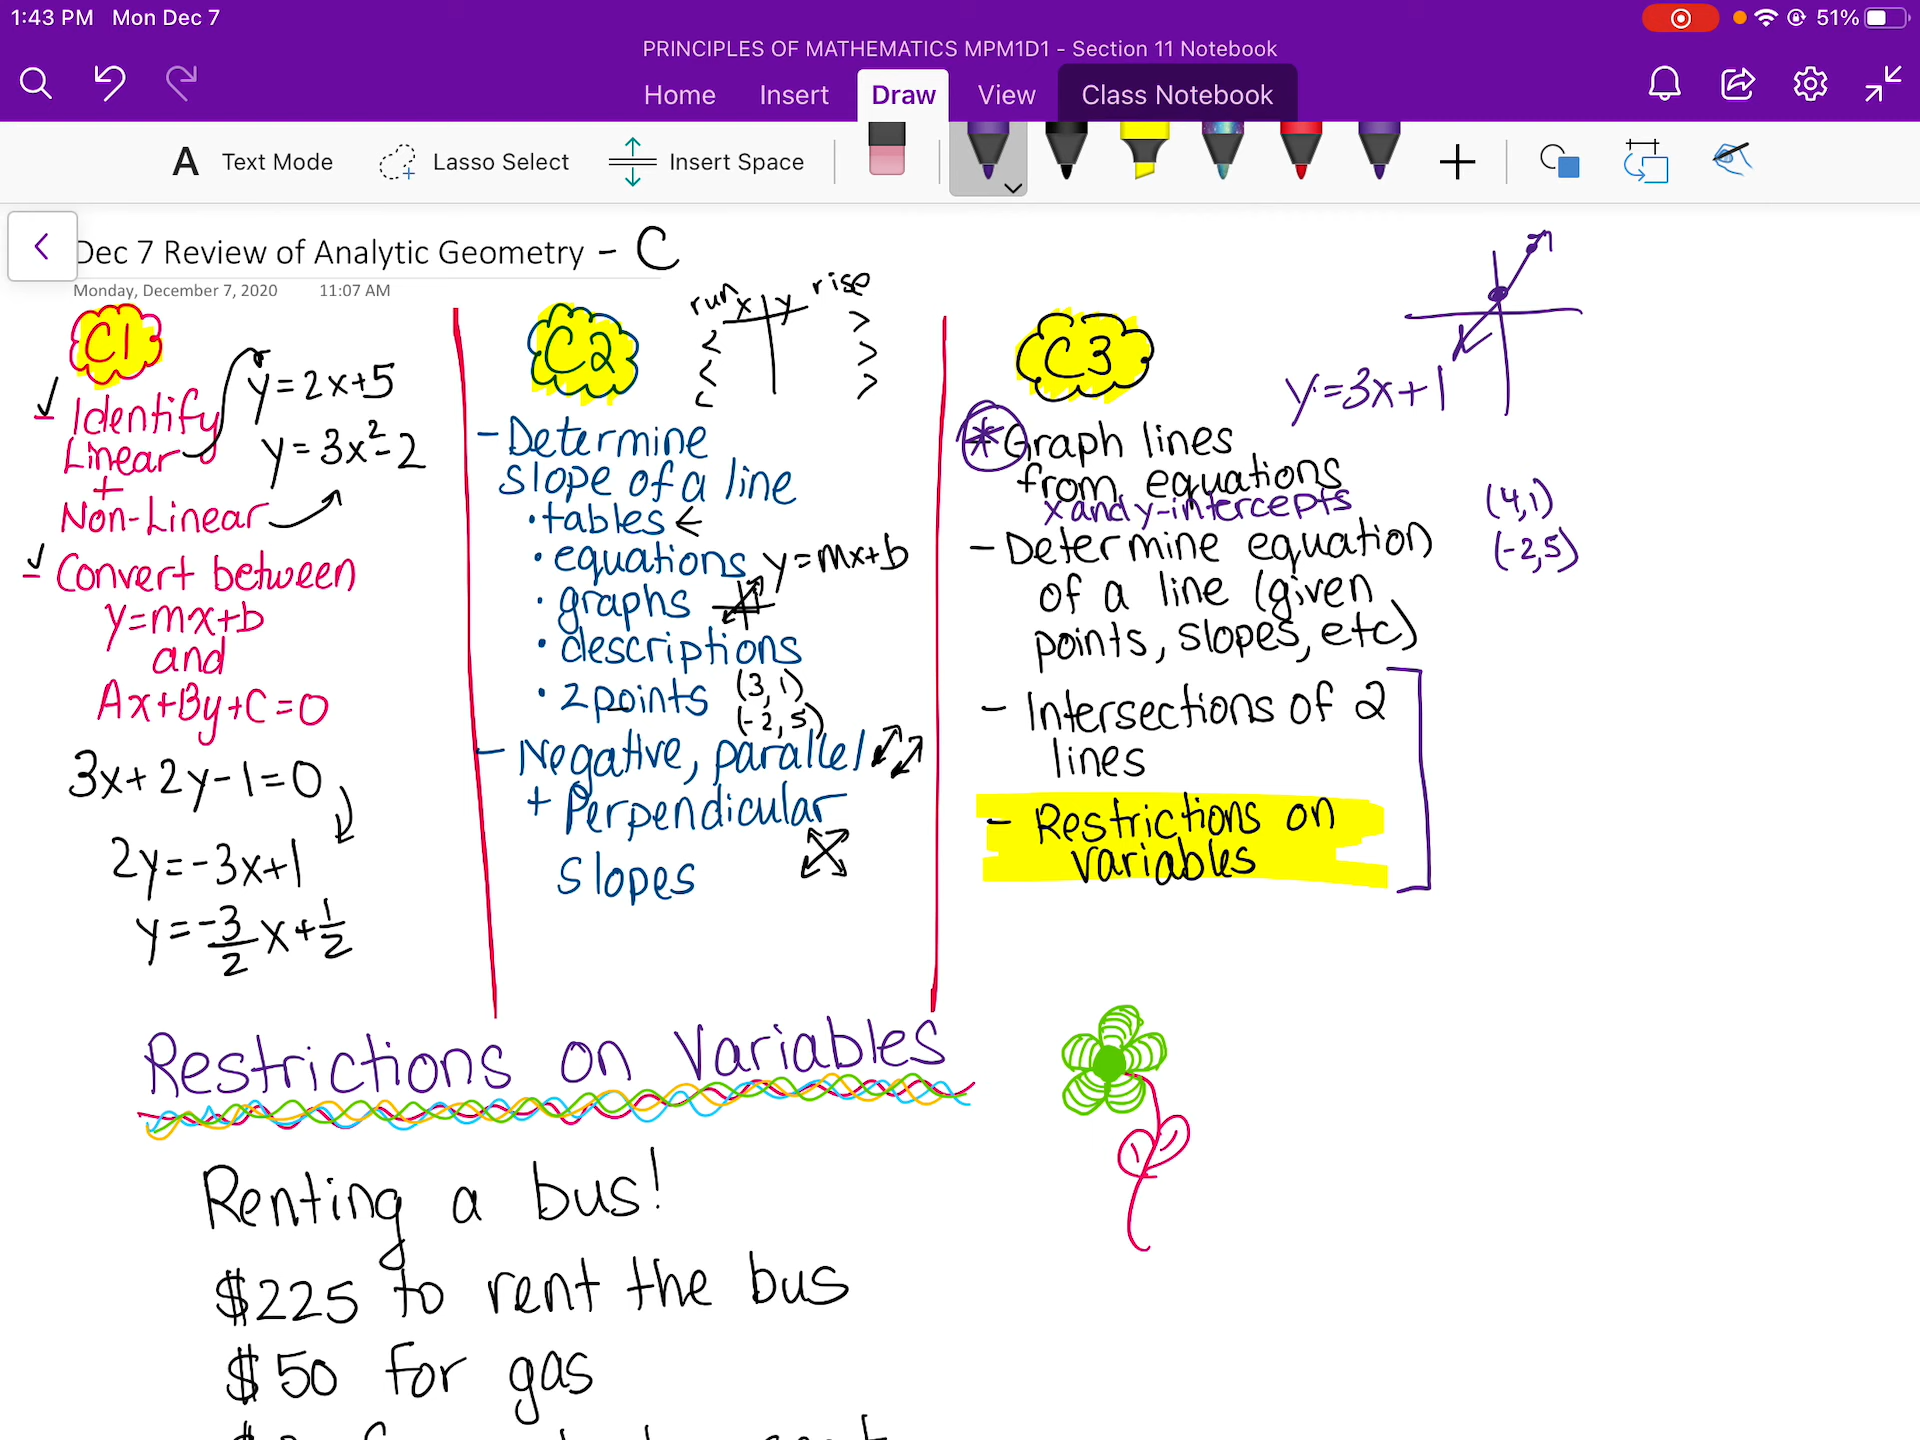 1:43 PM Mon Dec 7
51%
PRINCIPLES OF MATHEMATICS MPM1D1 - Section 11 Notebook
Home Insert Draw View Class Notebook
A Text Mode Lasso Select Insert Space
Dec 7 Review of Analytic Geometry - C
Monday, December 7, 2020 11:07 AM
C1
y=2x+5
y=3x²-2
- Identify
Linear
+
Non-Linear
- Convert between
y=mx+b
and
Ax+By+C=0
3x+2y-1=0
2y=-3x+1
y=-3/2x+1/2
C2
run x y rise
- Determine
slope of a line
• tables
• equations y=mx+b
• graphs
• descriptions
• 2 points (3,1)
(-2,5)
- Negative, parallel
+ Perpendicular
Slopes
C3
y=3x+1
* Graph lines
from equations
x and y-intercepts
(4,1)
(-2,5)
- Determine equation
of a line (given
points, slopes, etc)
- Intersections of 2
lines
- Restrictions on
variables
Restrictions on Variables
Renting a bus!
$225 to rent the bus
$50 for gas